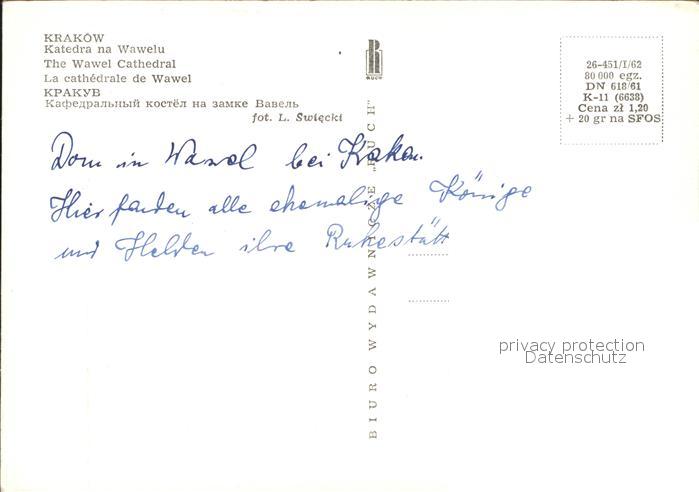 KRAKÓW
Katedra na Wawelu
The Wawel Cathedral
La cathédrale de Wawel
КРАКУВ
Кафедральный костёл на замке Вавель
fot. L. Święcki
RUCH
BIURO WYDAWNICZE „RUCH”
26-451/I/62
80 000 egz.
DN 618/61
K-11 (6638)
Cena zł 1,20
+ 20 gr na SFOS
Dom in Wawel bei Krakau.
Hier fanden alle ehemalige Könige
und Helden ihre Ruhestätt
privacy protection
Datenschutz